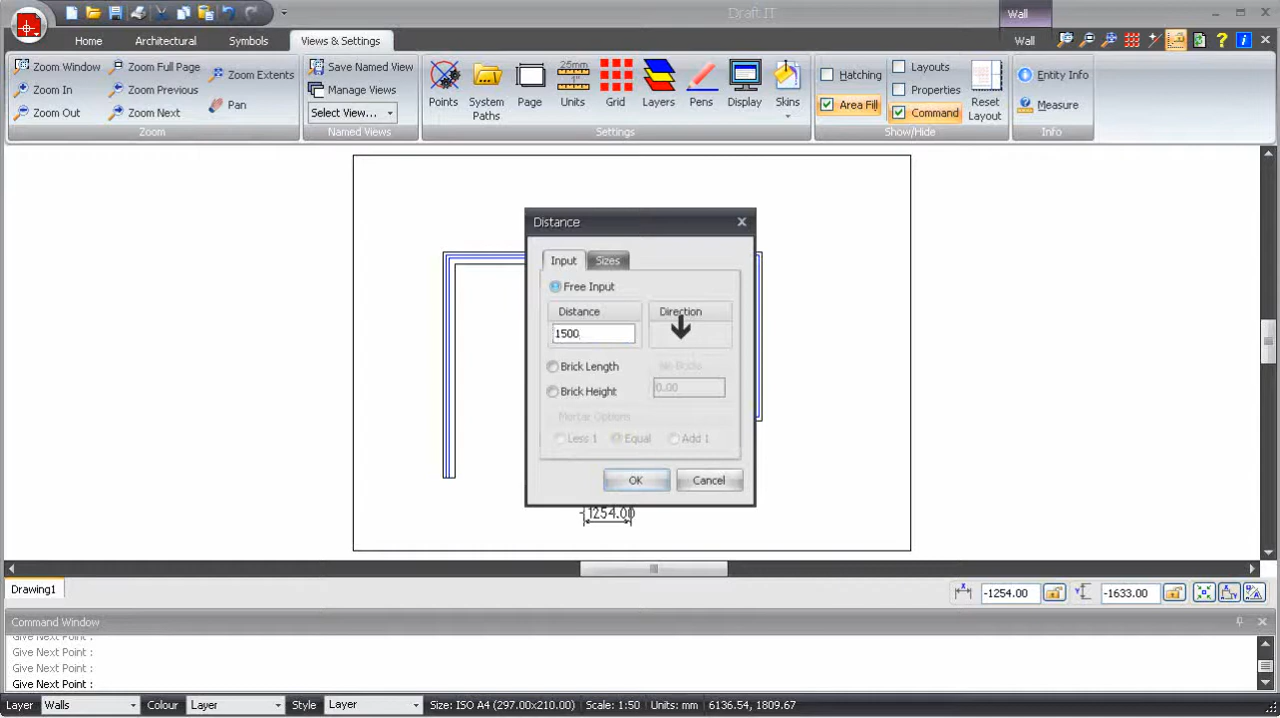 Draft IT
Wall
Home
Architectural
Symbols
Views & Settings
Wall
Zoom Window
Zoom Full Page
Zoom Extents
Zoom In
Zoom Previous
Pan
Zoom Out
Zoom Next
Zoom
Save Named View
Manage Views
Select View...
Named Views
Points
System Paths
Page
25mm
1"
Units
Grid
Layers
Pens
Display
Skins
Settings
Hatching
Area Fill
Layouts
Properties
Command
Reset Layout
Show/Hide
Entity Info
Measure
Info
Distance
Input
Sizes
Free Input
Distance
Direction
1500
Brick Length
Brick Height
0.00
Mortar Options
Less 1
Equal
Add 1
OK
Cancel
1254.00
Drawing1
X
-1254.00
Y
-1633.00
Command Window
Give Next Point :
Give Next Point :
Give Next Point :
Give Next Point :
Layer
Walls
Colour
Layer
Style
Layer
Size: ISO A4 (297.00x210.00)
Scale: 1:50
Units: mm
6136.54, 1809.67